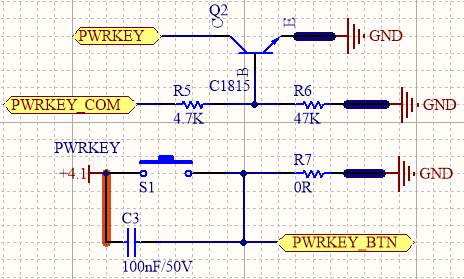 Q2
PWRKEY
C
E
GND
B
C1815
PWRKEY_COM
R5
4.7K
R6
47K
GND
PWRKEY
+4.1
S1
R7
0R
GND
C3
100nF/50V
PWRKEY_BTN